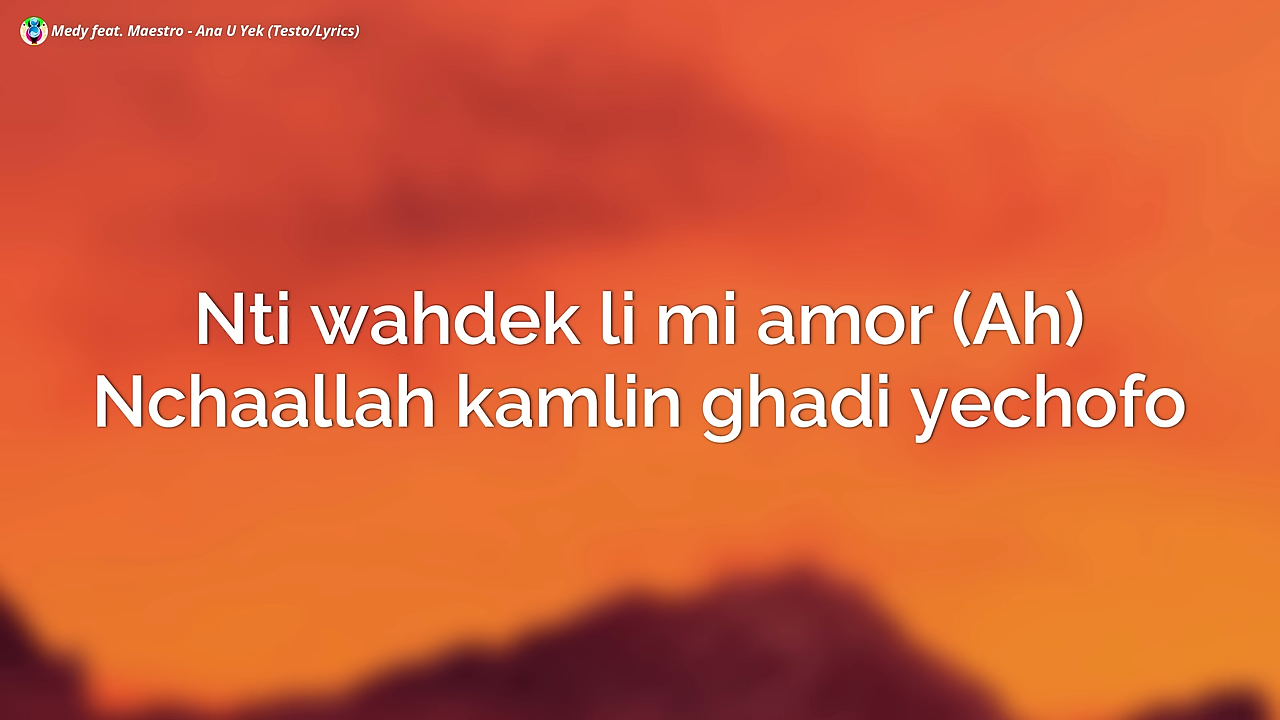 Medy feat. Maestro - Ana U Yek (Testo/Lyrics)
Nti wahdek li mi amor (Ah)
Nchaallah kamlin ghadi yechofo